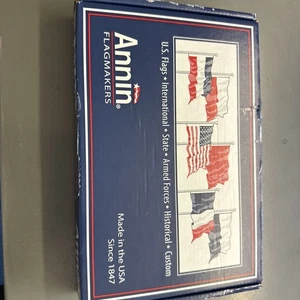 Annin®
FLAGMAKERS
U.S. Flags • International • State • Armed Forces • Historical • Custom
Made in the USA
Since 1847